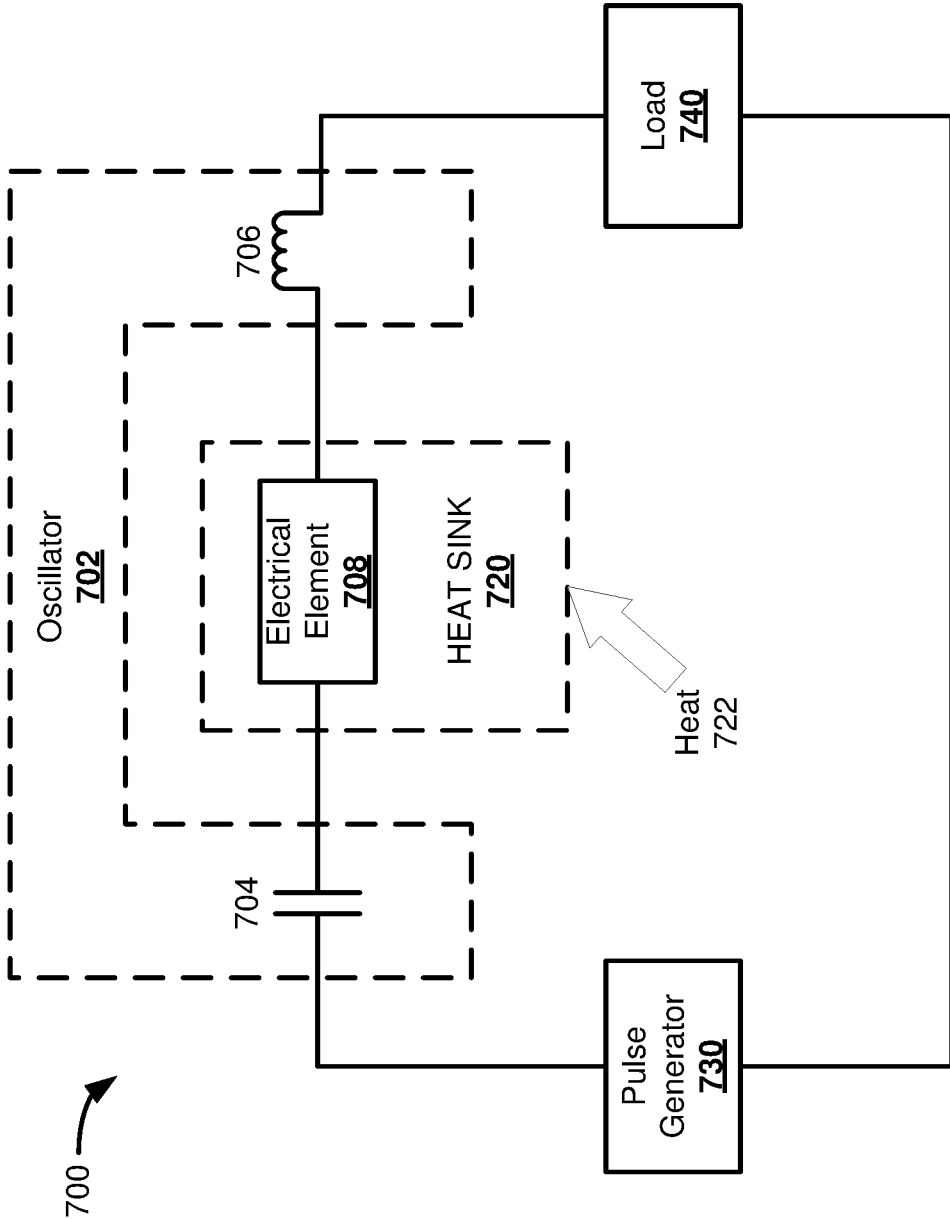 700
Oscillator
702
704
706
Electrical
Element
708
HEAT SINK
720
Heat
722
Pulse
Generator
730
Load
740